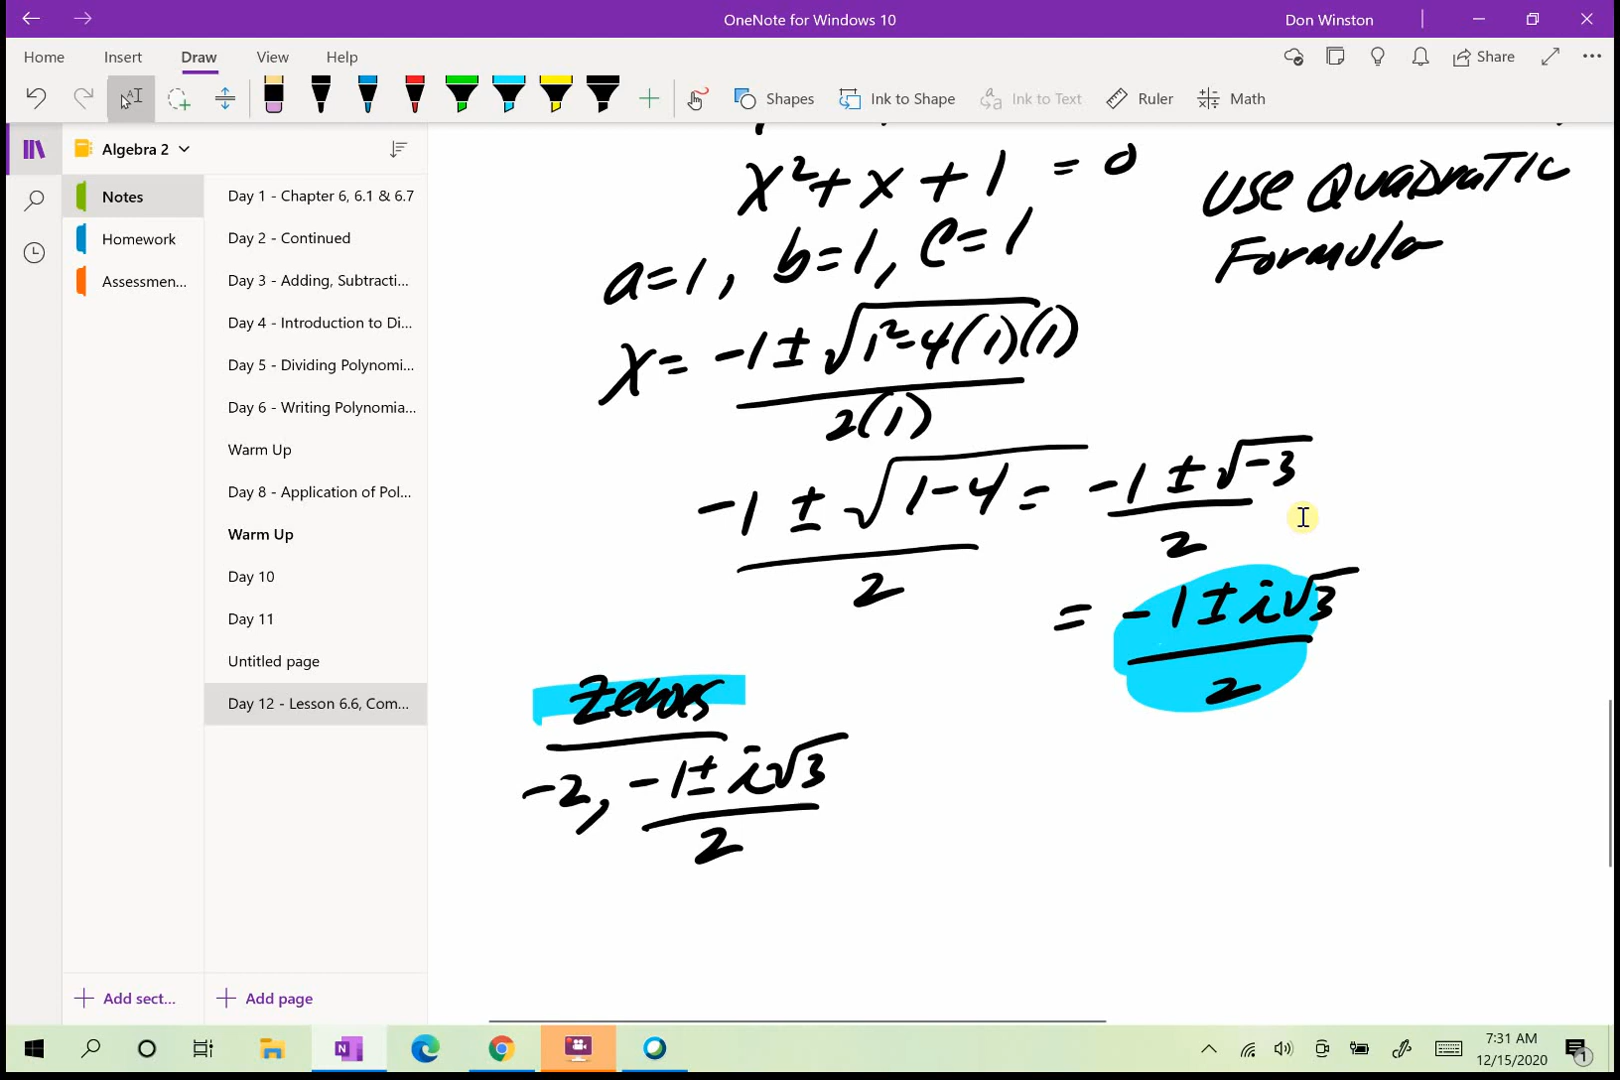 OneNote for Windows 10
Don Winston
Home Insert Draw View Help
Share
Shapes Ink to Shape Ink to Text Ruler Math
Algebra 2
Notes
Homework
Assessmen...
Day 1 - Chapter 6, 6.1 & 6.7
Day 2 - Continued
Day 3 - Adding, Subtracti...
Day 4 - Introduction to Di...
Day 5 - Dividing Polynomi...
Day 6 - Writing Polynomia...
Warm Up
Day 8 - Application of Pol...
Warm Up
Day 10
Day 11
Untitled page
Day 12 - Lesson 6.6, Com...
Add sect...
Add page
x²+ x + 1 = 0
USE QUADRATIC
FORMULA
a=1, b=1, C=1
X= -1 ± √1²-4(1)(1)
2(1)
-1 ± √1-4 = -1 ± √-3
2 2
= -1 ± i√3
2
Zeroes
-2, -1 ± i√3
2
7:31 AM
12/15/2020
1